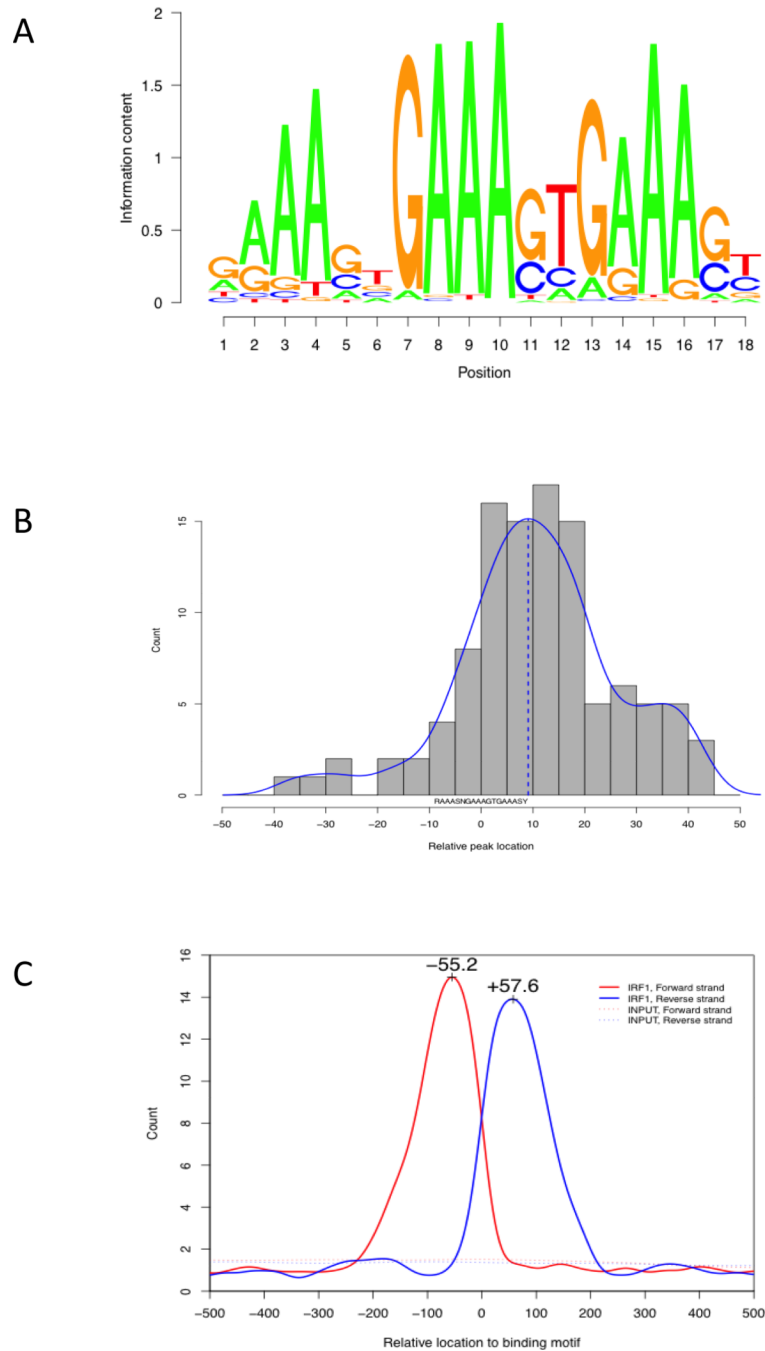 A
Information content
2
1.5
1
0.5
0
1 2 3 4 5 6 7 8 9 10 11 12 13 14 15 16 17 18
Position
B
Count
15
10
5
0
RAAASNGAAAGTGAAASY
−50 −40 −30 −20 −10 0 10 20 30 40 50
Relative peak location
C
Count
16
14
12
10
8
6
4
2
0
−55.2
+57.6
IRF1, Forward strand
IRF1, Reverse strand
INPUT, Forward strand
INPUT, Reverse strand
−500 −400 −300 −200 −100 0 100 200 300 400 500
Relative location to binding motif